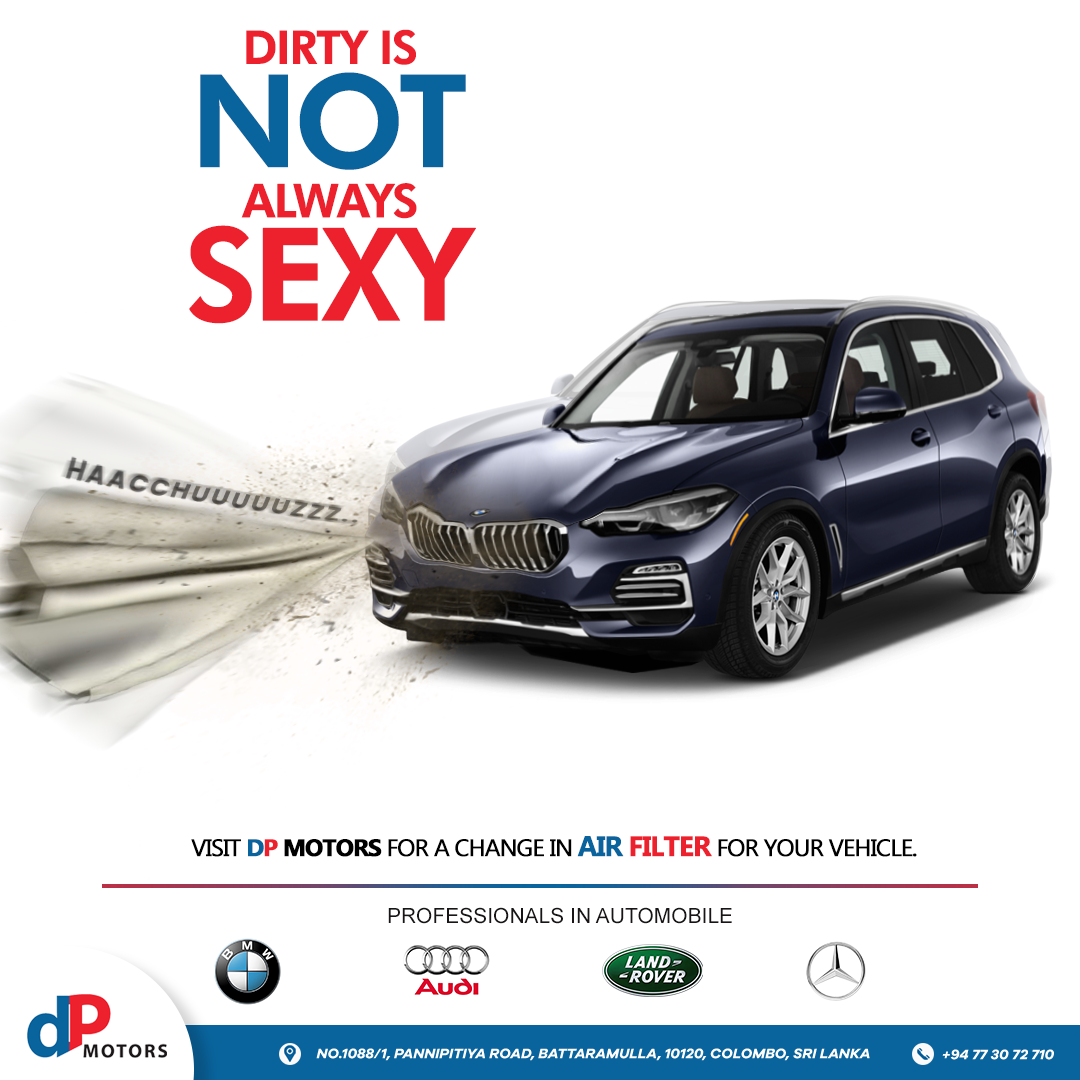 DIRTY IS
NOT
ALWAYS
SEXY
HAACCHUUUUUZZZ...
VISIT DP MOTORS FOR A CHANGE IN AIR FILTER FOR YOUR VEHICLE.
PROFESSIONALS IN AUTOMOBILE
BMW
Audi
LAND-
-ROVER
dP
MOTORS
NO.1088/1, PANNIPITIYA ROAD, BATTARAMULLA, 10120, COLOMBO, SRI LANKA
+94 77 30 72 710